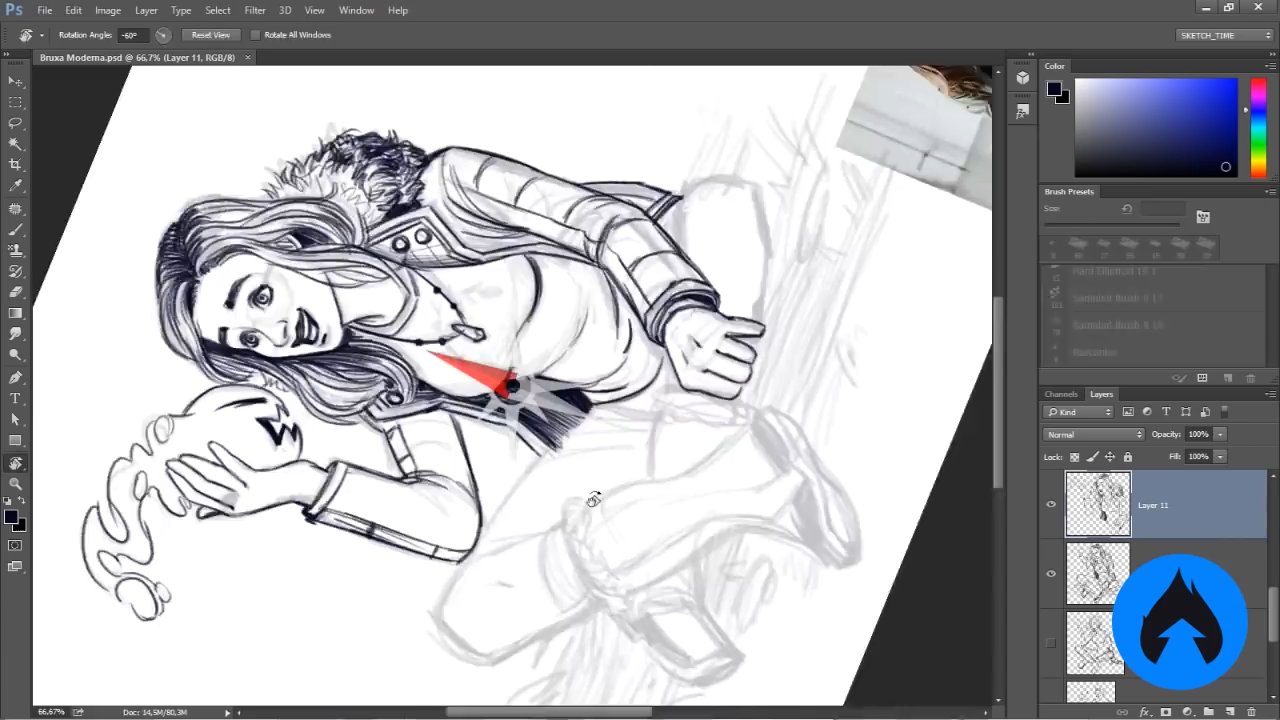 Ps File Edit Image Layer Type Select Filter 3D View Window Help
Rotation Angle: -60° Reset View Rotate All Windows SKETCH_TIME
Bruxa Moderna.psd @ 66,7% (Layer 11, RGB/8) ×
Color
Brush Presets
Size:
Channels Layers
Kind
Normal Opacity: 100%
Lock: Fill: 100%
Layer 11
66,67% Doc: 14,5M/80,3M